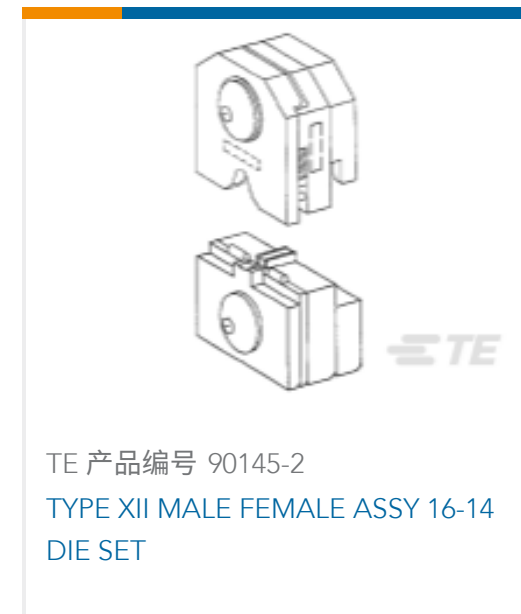 TE
TE 产品编号 90145-2
TYPE XII MALE FEMALE ASSY 16-14
DIE SET